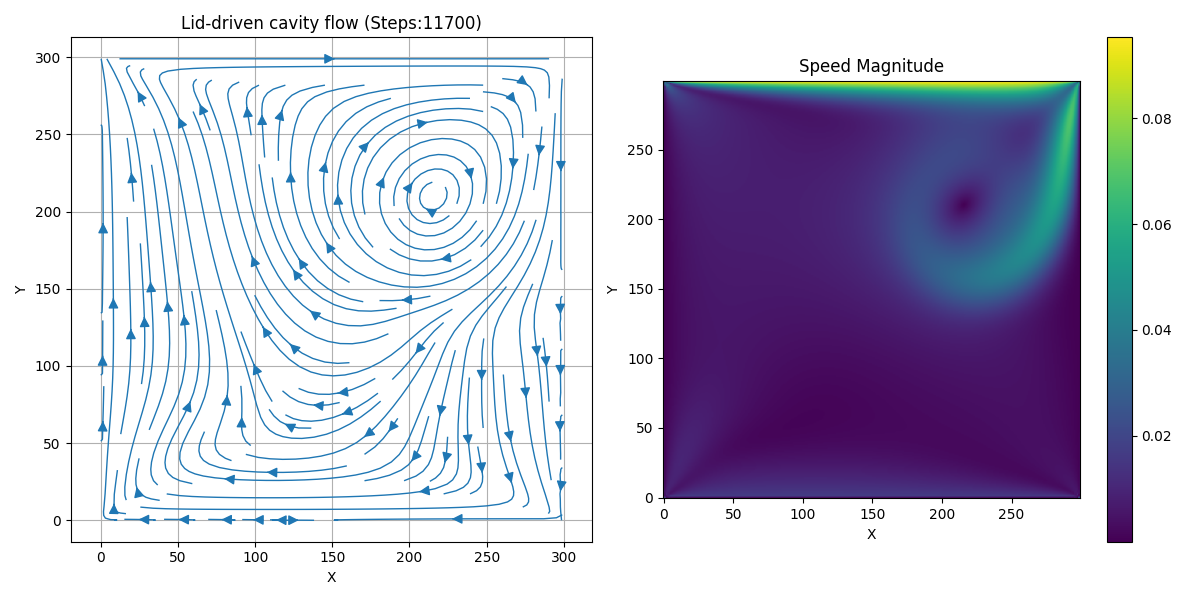 Lid-driven cavity flow (Steps:11700)
300
250
200
150
100
50
0
Y
0 50 100 150 200 250 300
X
Speed Magnitude
250
200
150
100
50
0
Y
0 50 100 150 200 250
X
0.08
0.06
0.04
0.02